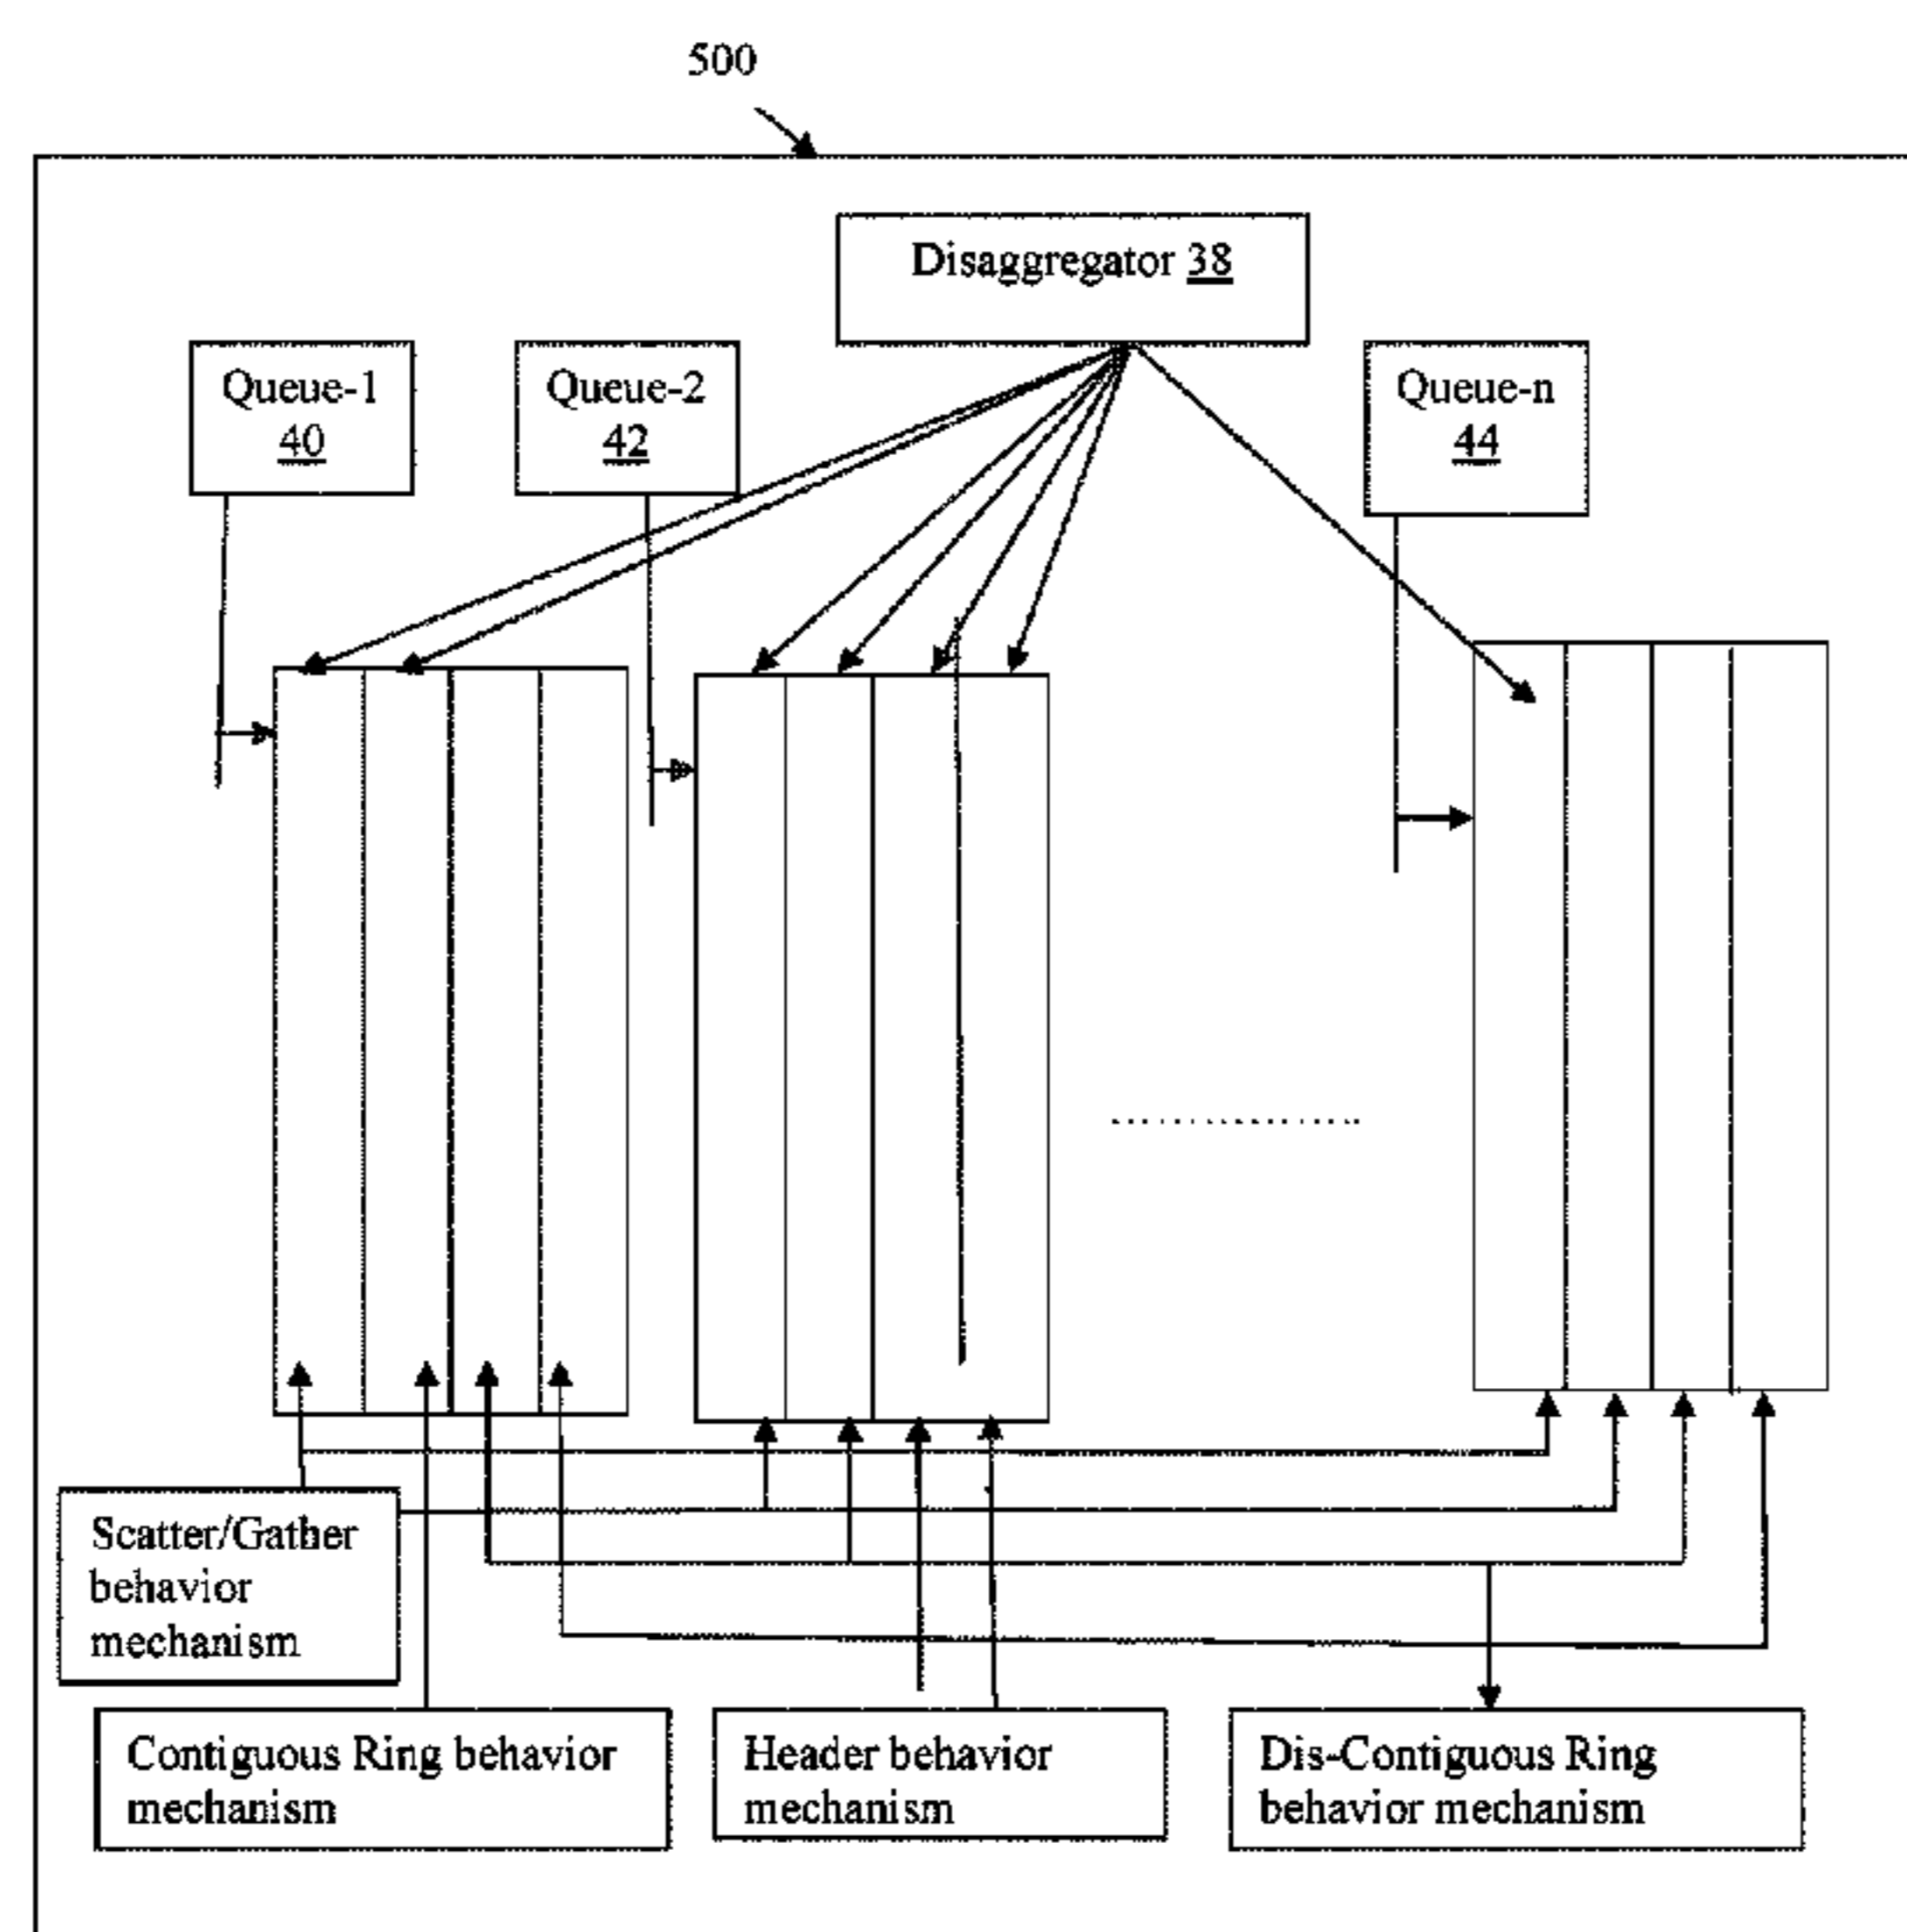 500
Disaggregator 38
Queue-1
40
Queue-2
42
Queue-n
44
Scatter/Gather
behavior
mechanism
Contiguous Ring behavior
mechanism
Header behavior
mechanism
Dis-Contiguous Ring
behavior mechanism